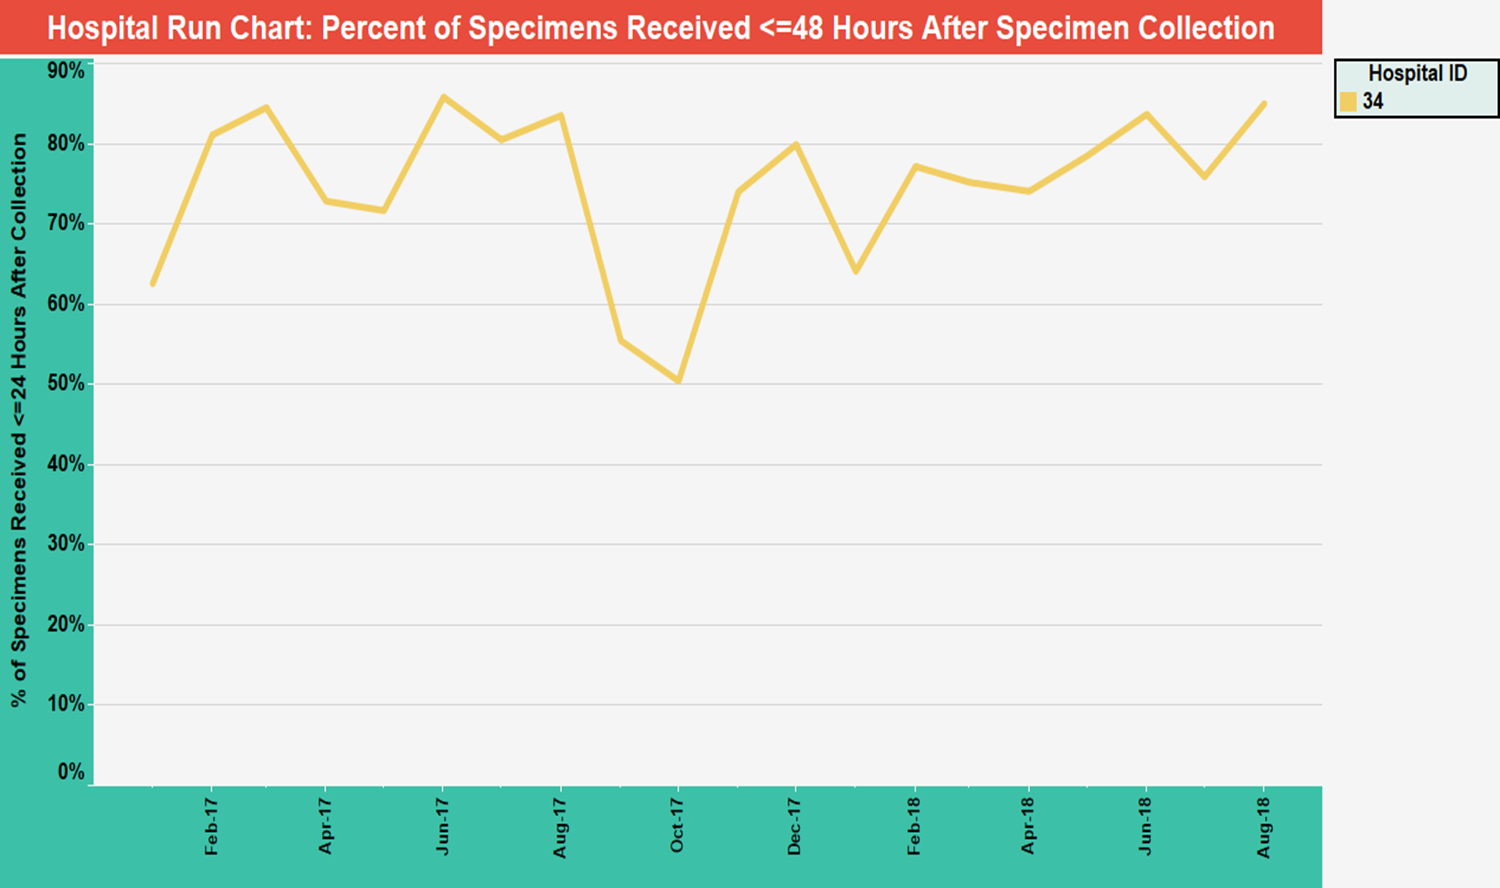 Hospital Run Chart: Percent of Specimens Received <=48 Hours After Specimen Collection
Hospital ID
34
% of Specimens Received <=24 Hours After Collection
90%
80%
70%
60%
50%
40%
30%
20%
10%
0%
Feb-17
Apr-17
Jun-17
Aug-17
Oct-17
Dec-17
Feb-18
Apr-18
Jun-18
Aug-18